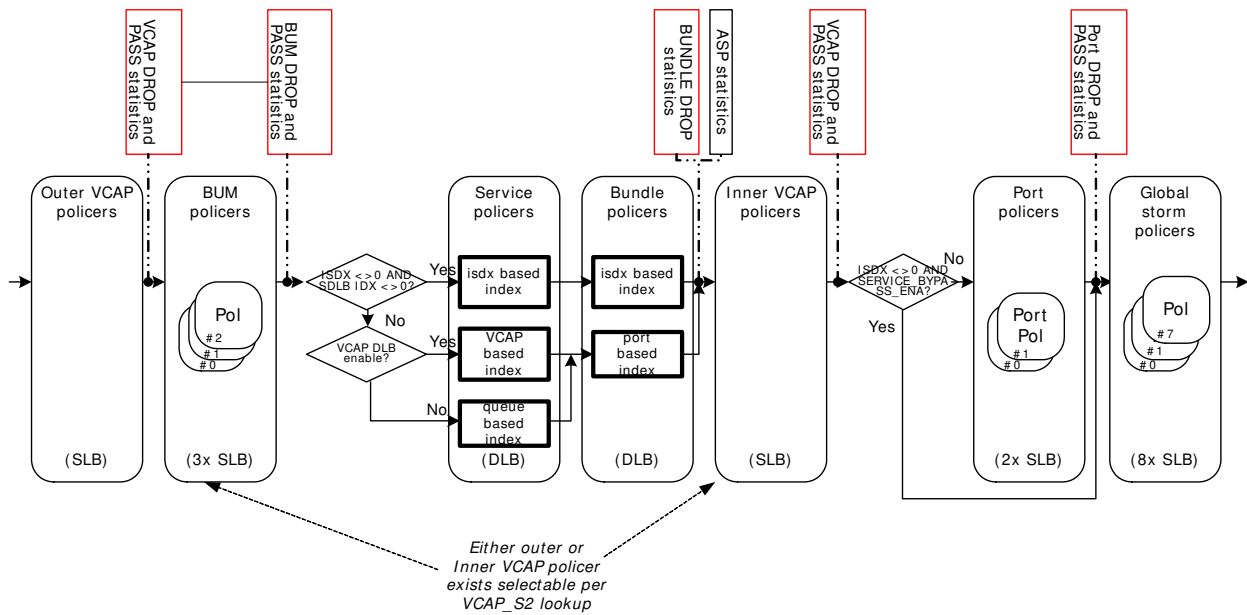 VCAP DROP and
PASS statistics
BUM DROP and
PASS statistics
BUNDLE DROP
statistics
ASP statistics
VCAP DROP and
PASS statistics
Port DROP and
PASS statistics
Outer VCAP
policers
BUM
policers
Service
policers
Bundle
policers
Inner VCAP
policers
Port
policers
Global
storm
policers
ISDX <>0 AND
SDLB IDX <>0?
Yes
isdx based
index
isdx based
index
ISDX <>0 AND
SERVICE_BYPA
SS_ENA?
No
Yes
Pol
#2
#1
#0
No
VCAP DLB
enable?
Yes
VCAP
based
index
port based
index
No
queue
based
index
Port
Pol
#1
#0
Pol
#7
#1
#0
(SLB)
(3x SLB)
(DLB)
(DLB)
(SLB)
(2x SLB)
(8x SLB)
Either outer or
Inner VCAP policer
exists selectable per
VCAP_S2 lookup